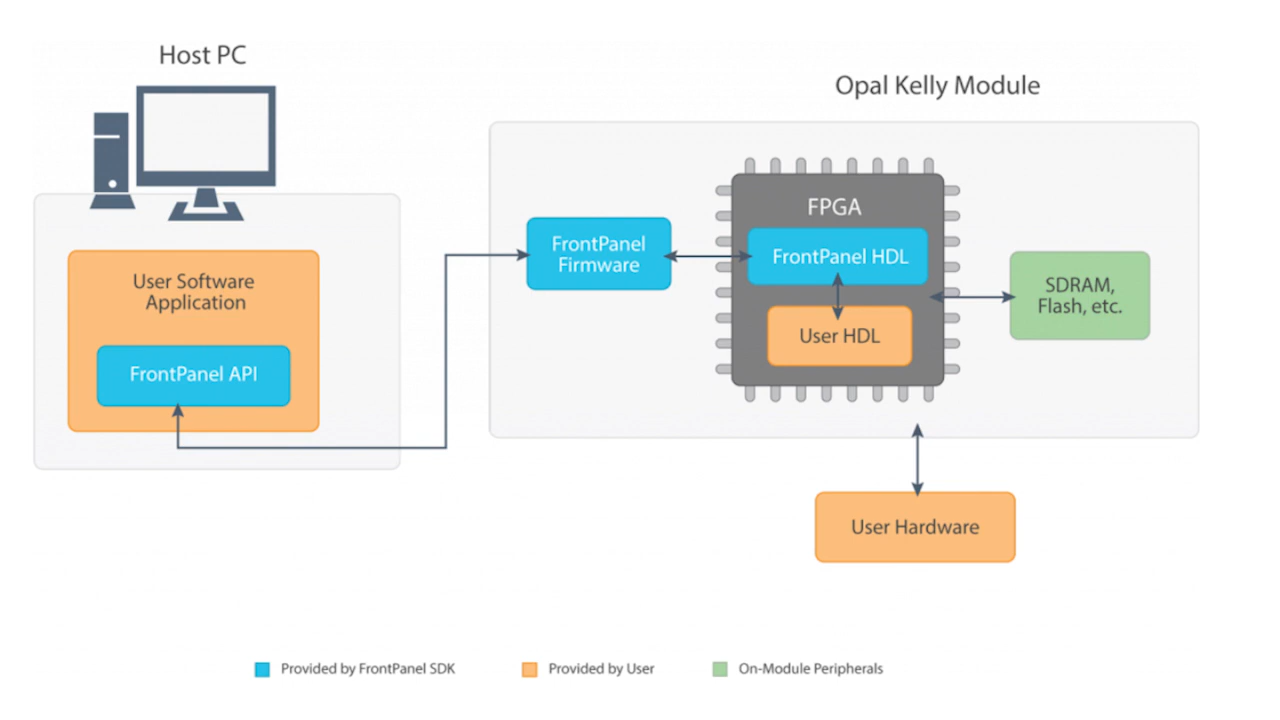 Host PC
Opal Kelly Module
User Software
Application
FrontPanel API
FrontPanel
Firmware
FPGA
FrontPanel HDL
User HDL
SDRAM,
Flash, etc.
User Hardware
Provided by FrontPanel SDK
Provided by User
On-Module Peripherals